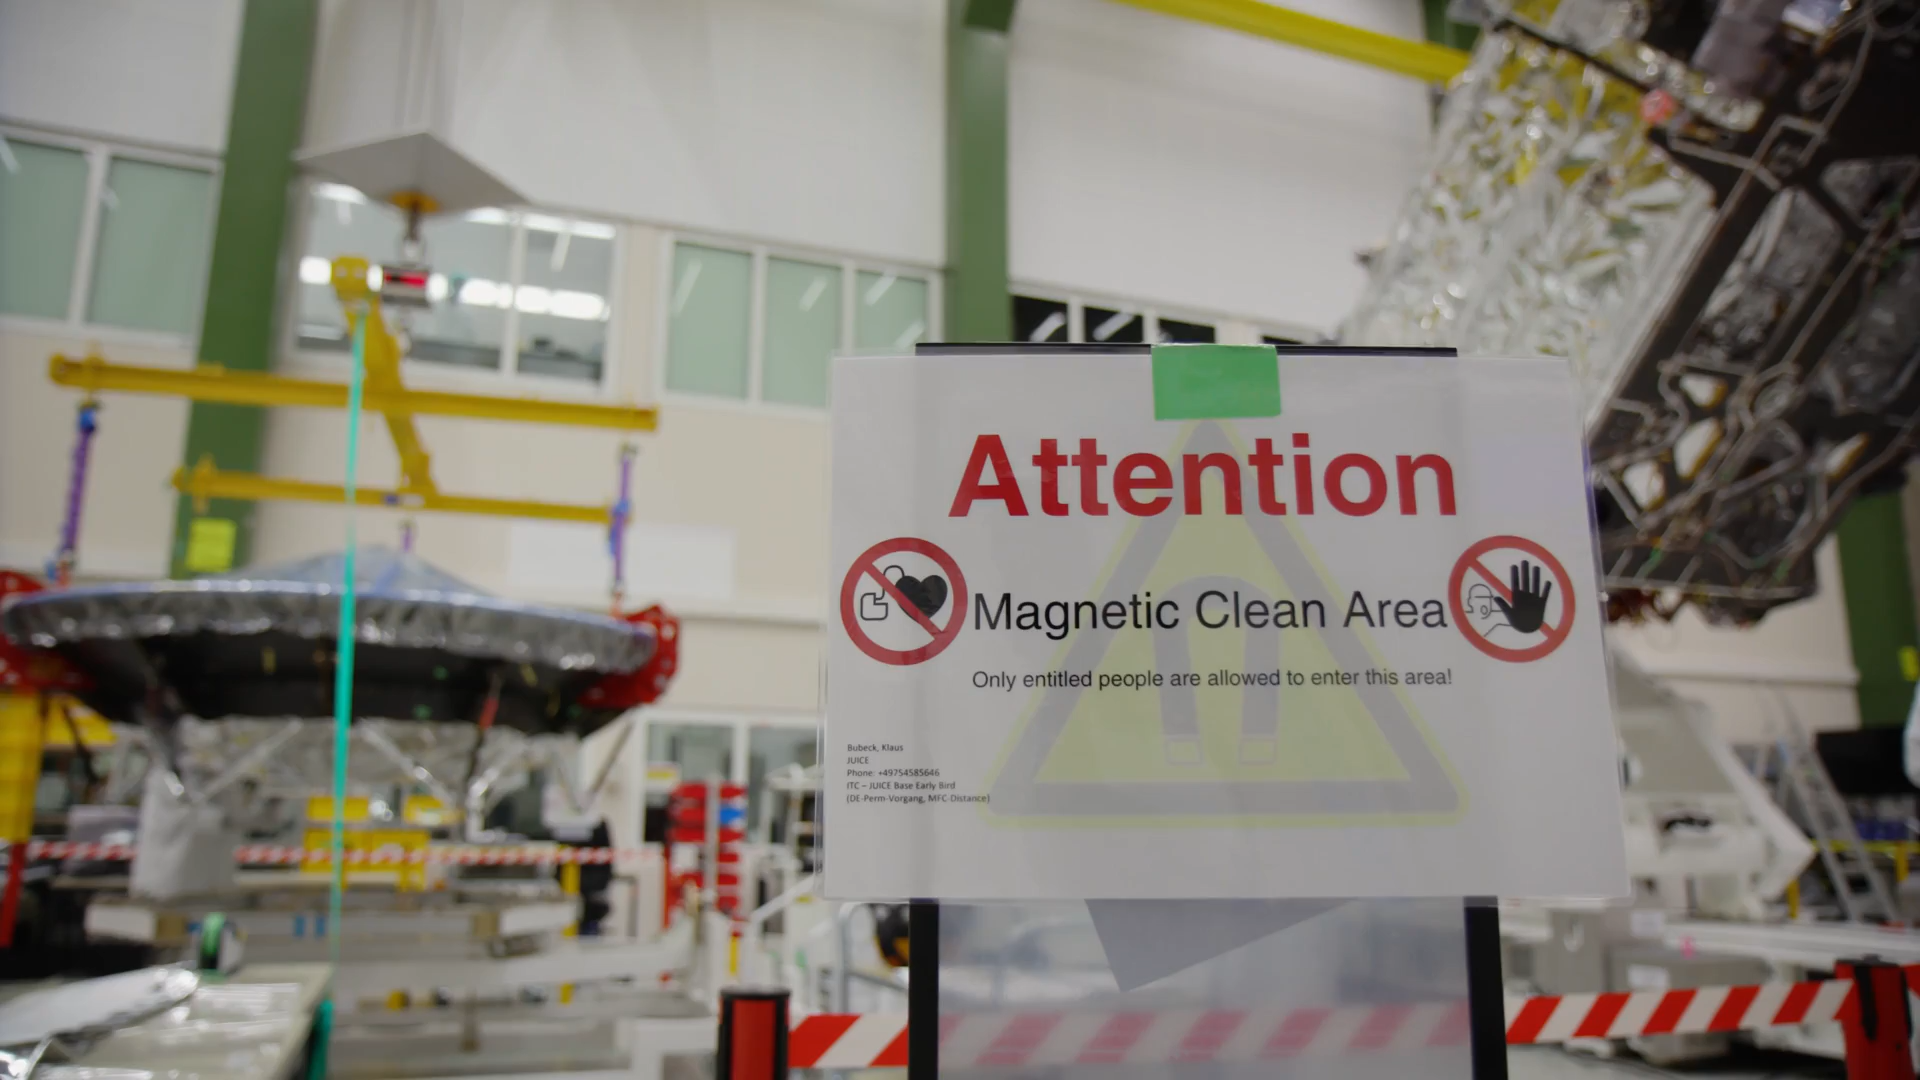 Attention
Magnetic Clean Area
Only entitled people are allowed to enter this area!
Bubeck, Klaus
JUICE
Phone: +49754585646
ITC – JUICE Base Early Bird
(DE-Perm-Vorgang, MFC-Distance)